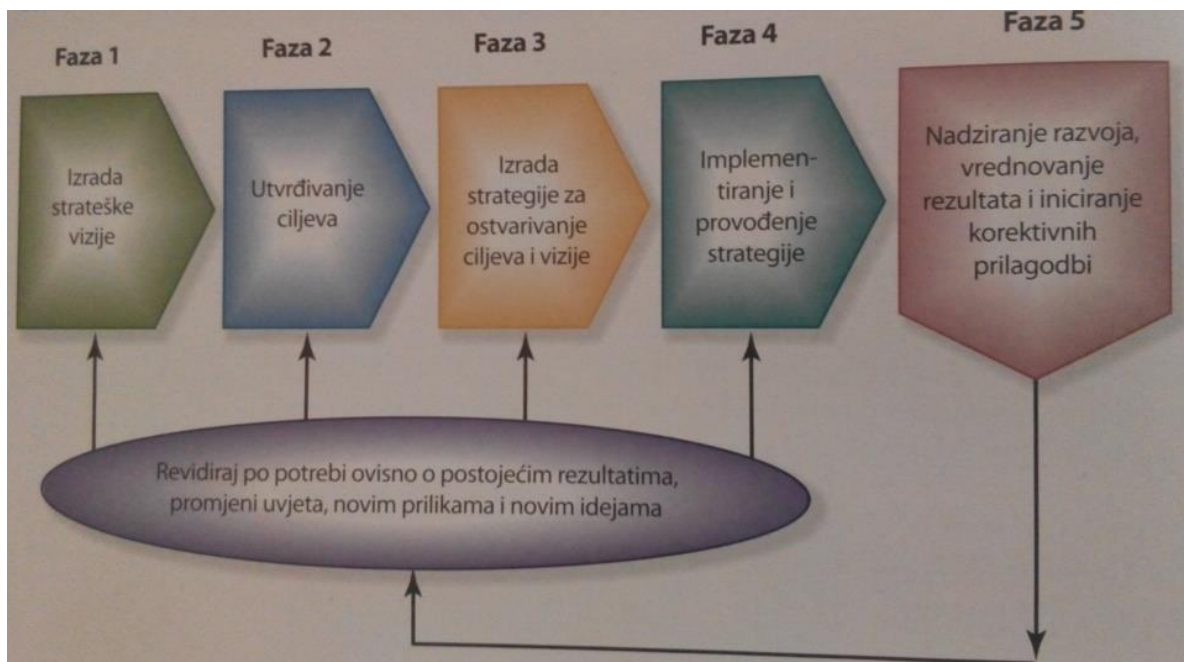 Faza 1
Faza 2
Faza 3
Faza 4
Faza 5
Izrada
strateške
vizije
Utvrđivanje
ciljeva
Izrada
strategije za
ostvarivanje
ciljeva i vizije
Implemen-
tiranje i
provođenje
strategije
Nadziranje razvoja,
vrednovanje
rezultata i iniciranje
korektivnih
prilagodbi
Revidiraj po potrebi ovisno o postojećim rezultatima,
promjeni uvjeta, novim prilikama i novim idejama